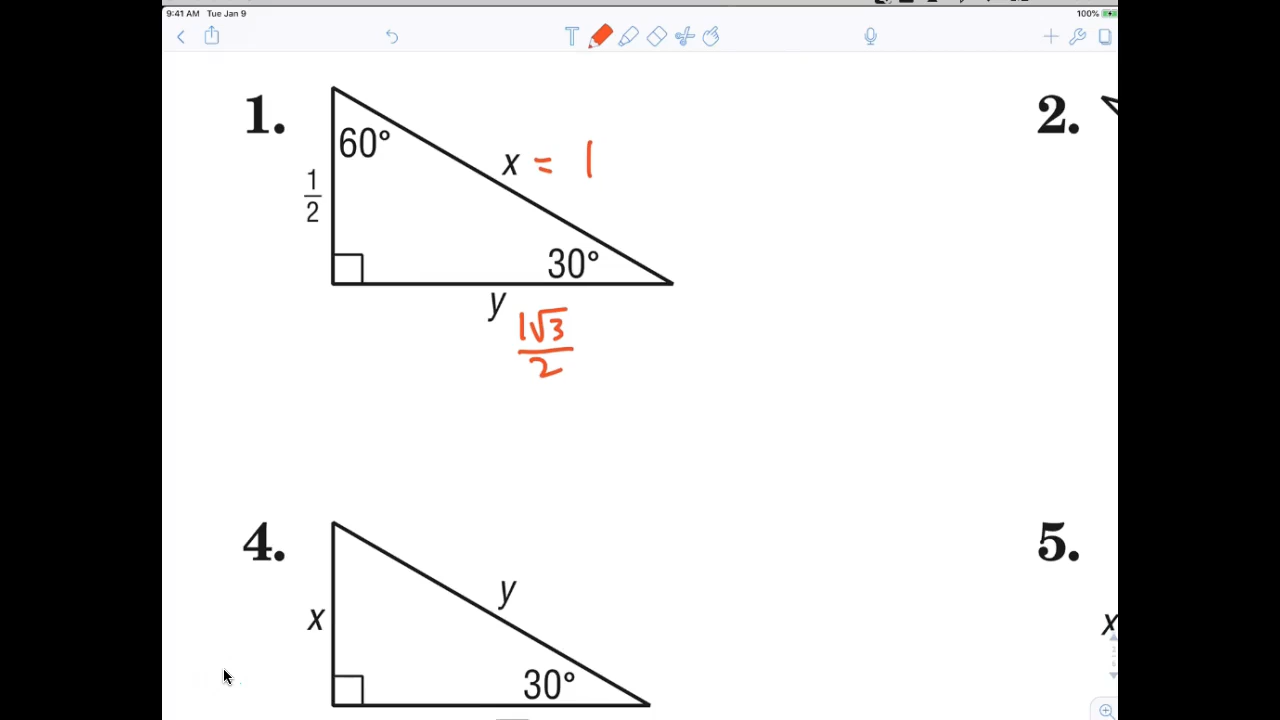 9:41 AM Tue Jan 9
100%
T
1.
60°
x = 1
1/2
30°
y
1√3/2
2.
4.
y
x
30°
5.
x